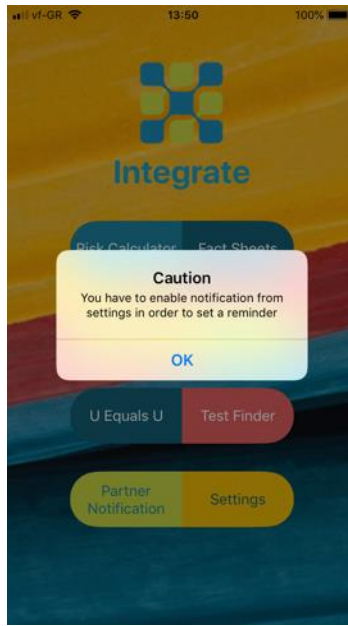 vf-GR 13:50 100%
Integrate
Risk Calculator Fact Sheets
Caution
You have to enable notification from
settings in order to set a reminder
OK
U Equals U Test Finder
Partner
Notification Settings